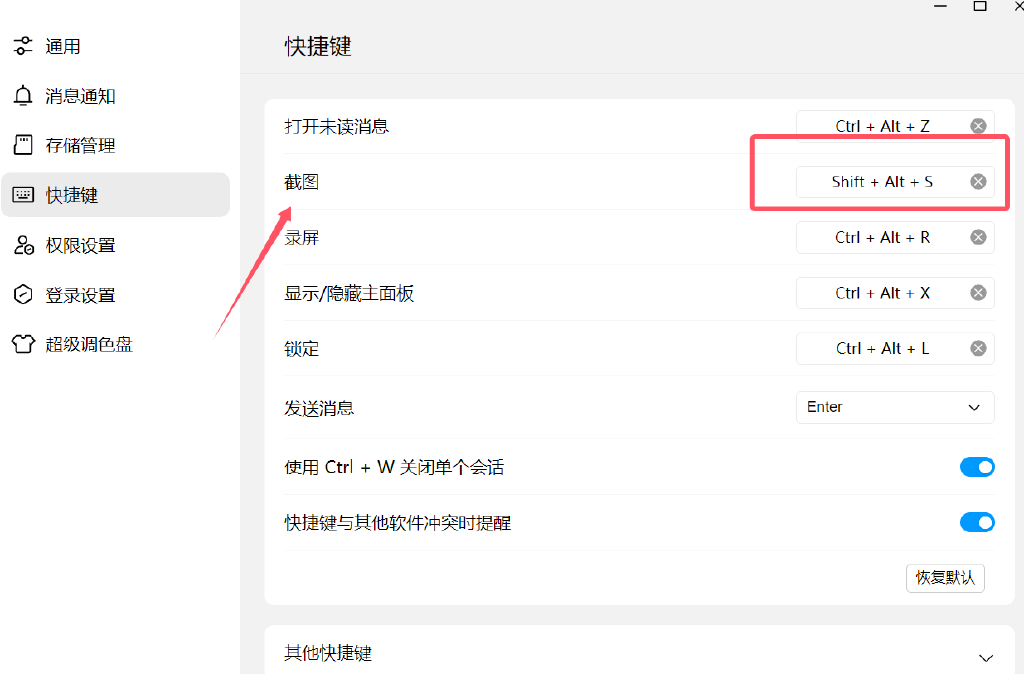 通用
消息通知
存储管理
快捷键
权限设置
登录设置
超级调色盘
快捷键
打开未读消息 Ctrl + Alt + Z
截图 Shift + Alt + S
录屏 Ctrl + Alt + R
显示/隐藏主面板 Ctrl + Alt + X
锁定 Ctrl + Alt + L
发送消息 Enter
使用 Ctrl + W 关闭单个会话
快捷键与其他软件冲突时提醒
恢复默认
其他快捷键